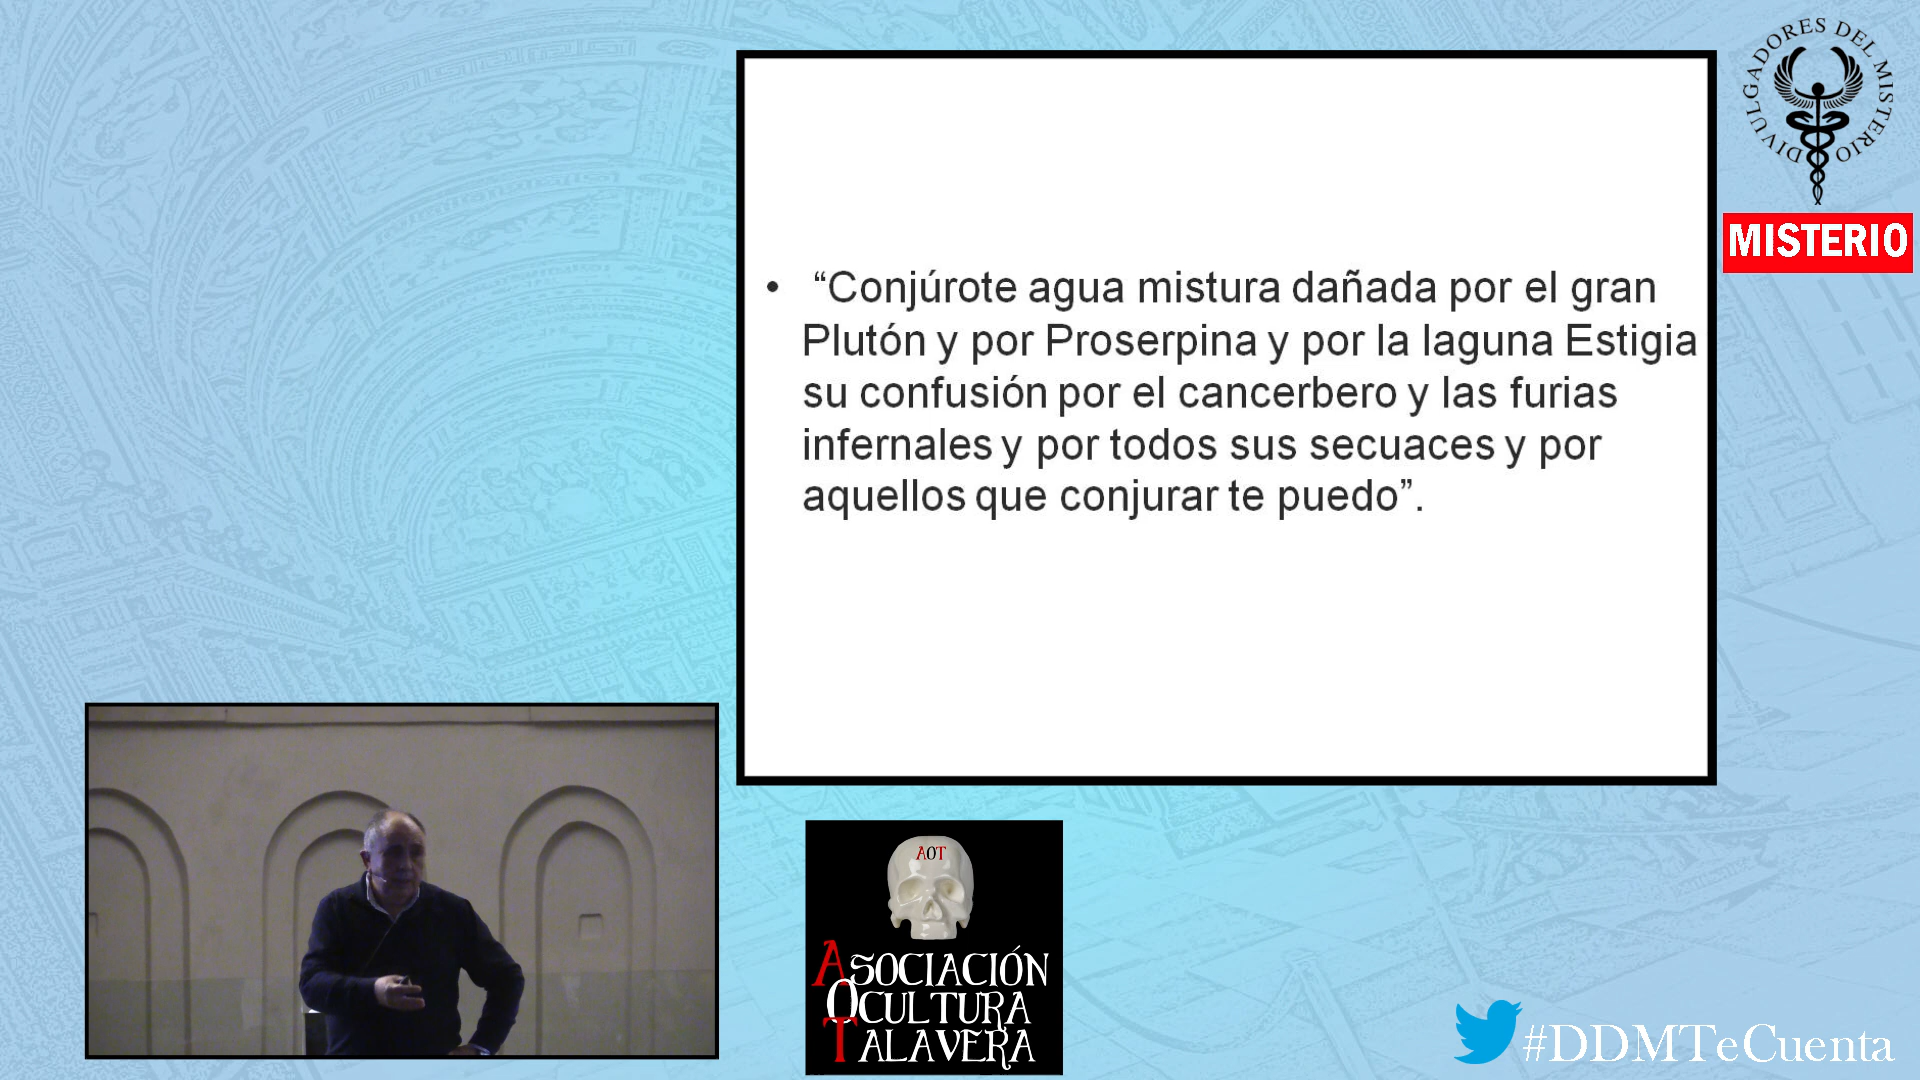 DIVULGADORES DEL MISTERIO
MISTERIO
• “Conjúrote agua mistura dañada por el gran
Plutón y por Proserpina y por la laguna Estigia
su confusión por el cancerbero y las furias
infernales y por todos sus secuaces y por
aquellos que conjurar te puedo”.
AOT
ASOCIACIÓN
OCULTURA
TALAVERA
#DDMTeCuenta